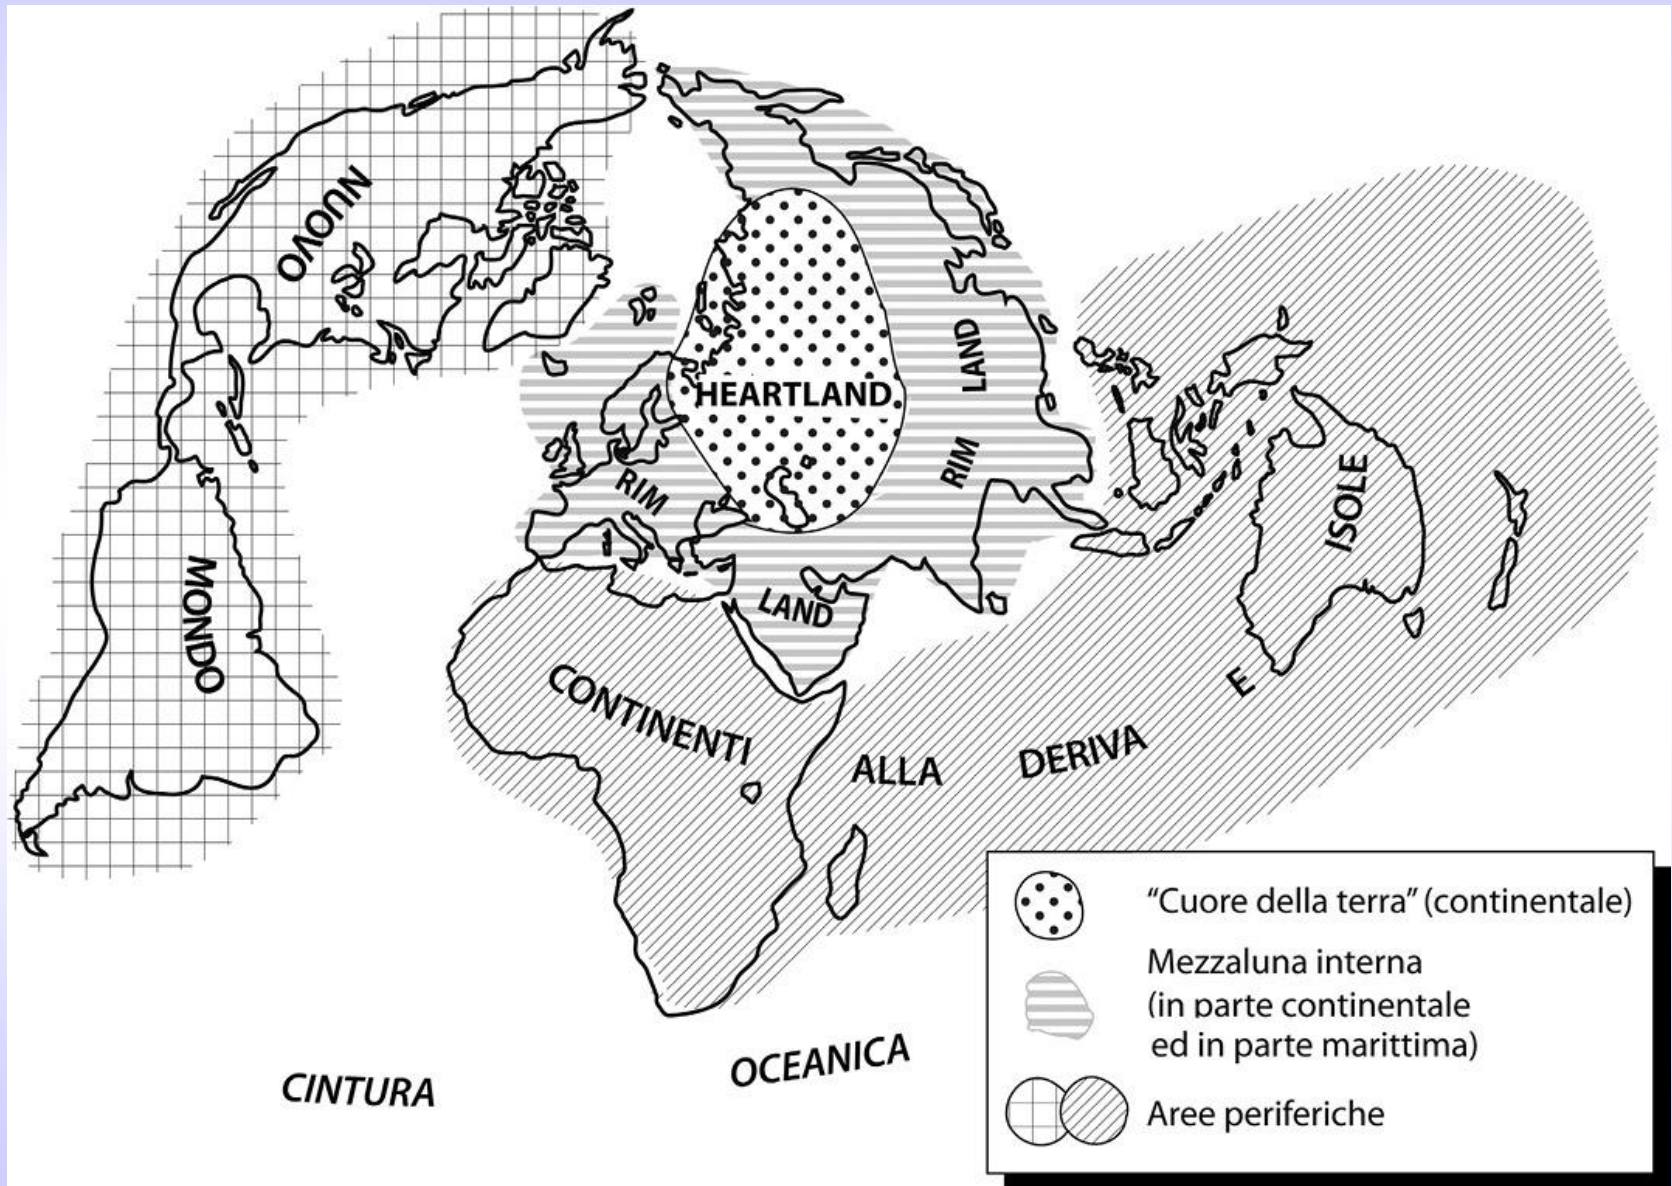 NUOVO
MONDO
HEARTLAND
RIM
LAND
RIM
LAND
CONTINENTI
ALLA
DERIVA
E
ISOLE
CINTURA
OCEANICA
“Cuore della terra” (continentale)
Mezzaluna interna
(in parte continentale
ed in parte marittima)
Aree periferiche